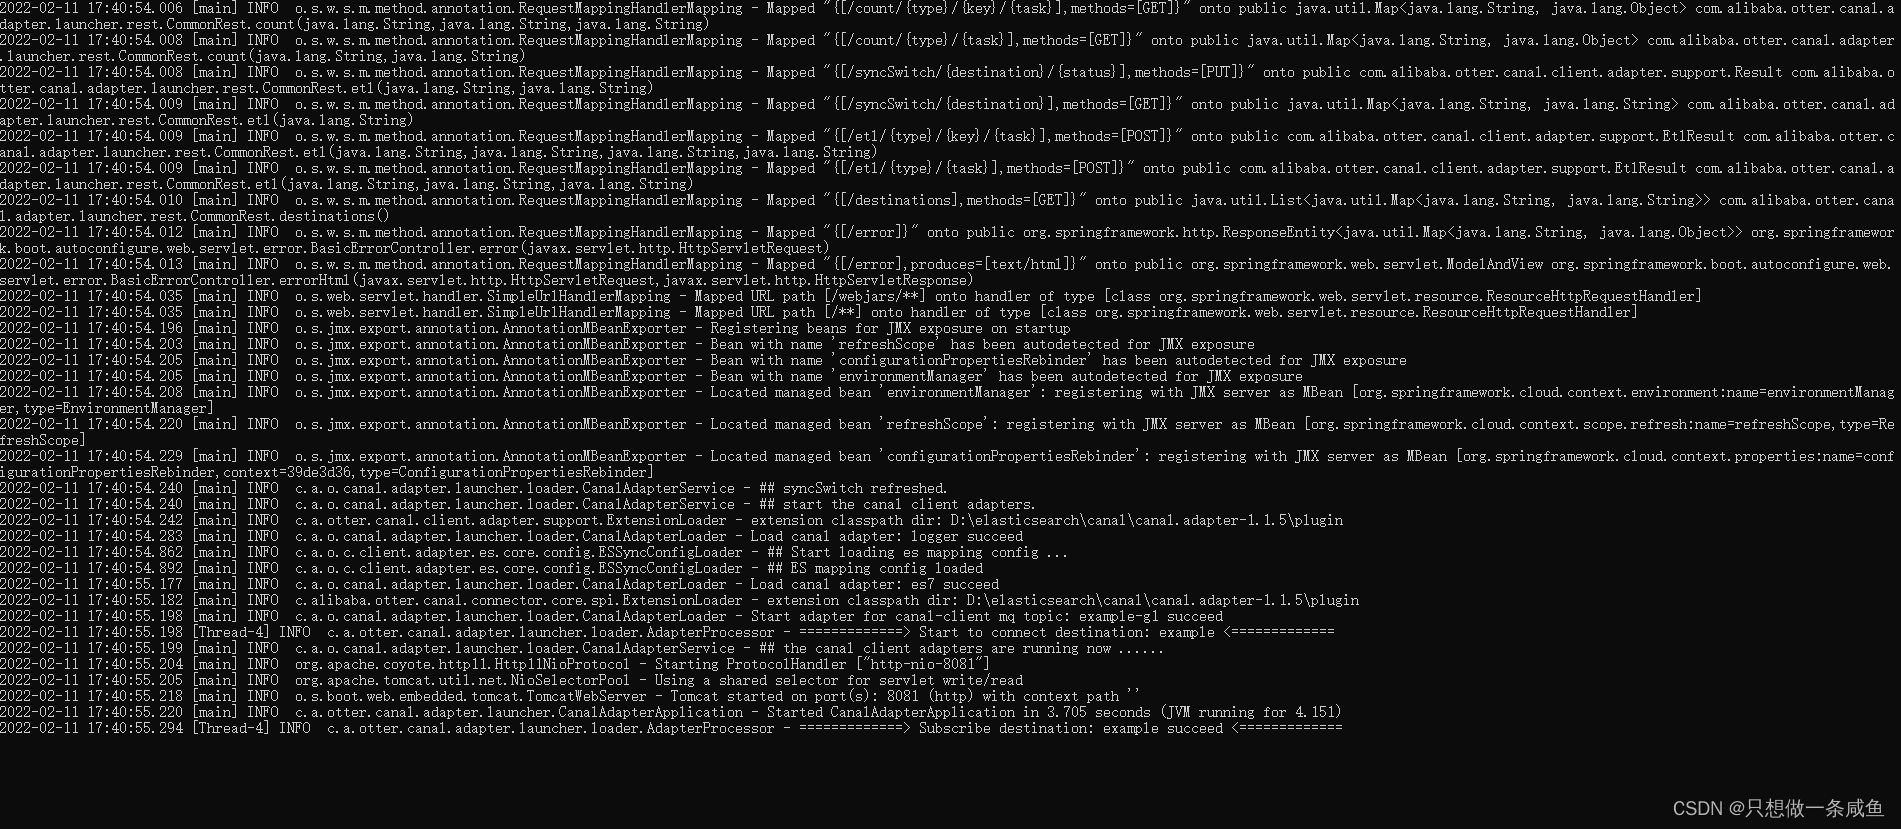 2022-02-11 17:40:54.006 [main] INFO  o.s.w.s.m.method.annotation.RequestMappingHandlerMapping - Mapped "{[/count/{type}/{key}/{task}],methods=[GET]}" onto public java.util.Map<java.lang.String, java.lang.Object> com.alibaba.otter.canal.a
dapter.launcher.rest.CommonRest.count(java.lang.String,java.lang.String,java.lang.String)
2022-02-11 17:40:54.008 [main] INFO  o.s.w.s.m.method.annotation.RequestMappingHandlerMapping - Mapped "{[/count/{type}/{task}],methods=[GET]}" onto public java.util.Map<java.lang.String, java.lang.Object> com.alibaba.otter.canal.adapter
.launcher.rest.CommonRest.count(java.lang.String,java.lang.String)
2022-02-11 17:40:54.008 [main] INFO  o.s.w.s.m.method.annotation.RequestMappingHandlerMapping - Mapped "{[/syncSwitch/{destination}/{status}],methods=[PUT]}" onto public com.alibaba.otter.canal.client.adapter.support.Result com.alibaba.o
tter.canal.adapter.launcher.rest.CommonRest.etl(java.lang.String,java.lang.String)
2022-02-11 17:40:54.009 [main] INFO  o.s.w.s.m.method.annotation.RequestMappingHandlerMapping - Mapped "{[/syncSwitch/{destination}],methods=[GET]}" onto public java.util.Map<java.lang.String, java.lang.String> com.alibaba.otter.canal.ad
apter.launcher.rest.CommonRest.etl(java.lang.String)
2022-02-11 17:40:54.009 [main] INFO  o.s.w.s.m.method.annotation.RequestMappingHandlerMapping - Mapped "{[/etl/{type}/{key}/{task}],methods=[POST]}" onto public com.alibaba.otter.canal.client.adapter.support.EtlResult com.alibaba.otter.c
anal.adapter.launcher.rest.CommonRest.etl(java.lang.String,java.lang.String,java.lang.String,java.lang.String)
2022-02-11 17:40:54.009 [main] INFO  o.s.w.s.m.method.annotation.RequestMappingHandlerMapping - Mapped "{[/etl/{type}/{task}],methods=[POST]}" onto public com.alibaba.otter.canal.client.adapter.support.EtlResult com.alibaba.otter.canal.a
dapter.launcher.rest.CommonRest.etl(java.lang.String,java.lang.String,java.lang.String)
2022-02-11 17:40:54.010 [main] INFO  o.s.w.s.m.method.annotation.RequestMappingHandlerMapping - Mapped "{[/destinations],methods=[GET]}" onto public java.util.List<java.util.Map<java.lang.String, java.lang.String>> com.alibaba.otter.cana
l.adapter.launcher.rest.CommonRest.destinations()
2022-02-11 17:40:54.012 [main] INFO  o.s.w.s.m.method.annotation.RequestMappingHandlerMapping - Mapped "{[/error]}" onto public org.springframework.http.ResponseEntity<java.util.Map<java.lang.String, java.lang.Object>> org.springframewor
k.boot.autoconfigure.web.servlet.error.BasicErrorController.error(javax.servlet.http.HttpServletRequest)
2022-02-11 17:40:54.013 [main] INFO  o.s.w.s.m.method.annotation.RequestMappingHandlerMapping - Mapped "{[/error],produces=[text/html]}" onto public org.springframework.web.servlet.ModelAndView org.springframework.boot.autoconfigure.web.
servlet.error.BasicErrorController.errorHtml(javax.servlet.http.HttpServletRequest,javax.servlet.http.HttpServletResponse)
2022-02-11 17:40:54.035 [main] INFO  o.s.web.servlet.handler.SimpleUrlHandlerMapping - Mapped URL path [/webjars/**] onto handler of type [class org.springframework.web.servlet.resource.ResourceHttpRequestHandler]
2022-02-11 17:40:54.035 [main] INFO  o.s.web.servlet.handler.SimpleUrlHandlerMapping - Mapped URL path [/**] onto handler of type [class org.springframework.web.servlet.resource.ResourceHttpRequestHandler]
2022-02-11 17:40:54.196 [main] INFO  o.s.jmx.export.annotation.AnnotationMBeanExporter - Registering beans for JMX exposure on startup
2022-02-11 17:40:54.203 [main] INFO  o.s.jmx.export.annotation.AnnotationMBeanExporter - Bean with name 'refreshScope' has been autodetected for JMX exposure
2022-02-11 17:40:54.205 [main] INFO  o.s.jmx.export.annotation.AnnotationMBeanExporter - Bean with name 'configurationPropertiesRebinder' has been autodetected for JMX exposure
2022-02-11 17:40:54.205 [main] INFO  o.s.jmx.export.annotation.AnnotationMBeanExporter - Bean with name 'environmentManager' has been autodetected for JMX exposure
2022-02-11 17:40:54.208 [main] INFO  o.s.jmx.export.annotation.AnnotationMBeanExporter - Located managed bean 'environmentManager': registering with JMX server as MBean [org.springframework.cloud.context.environment:name=environmentManag
er,type=EnvironmentManager]
2022-02-11 17:40:54.220 [main] INFO  o.s.jmx.export.annotation.AnnotationMBeanExporter - Located managed bean 'refreshScope': registering with JMX server as MBean [org.springframework.cloud.context.scope.refresh:name=refreshScope,type=Re
freshScope]
2022-02-11 17:40:54.229 [main] INFO  o.s.jmx.export.annotation.AnnotationMBeanExporter - Located managed bean 'configurationPropertiesRebinder': registering with JMX server as MBean [org.springframework.cloud.context.properties:name=conf
igurationPropertiesRebinder,context=39de3d36,type=ConfigurationPropertiesRebinder]
2022-02-11 17:40:54.240 [main] INFO  c.a.o.canal.adapter.launcher.loader.CanalAdapterService - ## syncSwitch refreshed.
2022-02-11 17:40:54.240 [main] INFO  c.a.o.canal.adapter.launcher.loader.CanalAdapterService - ## start the canal client adapters.
2022-02-11 17:40:54.242 [main] INFO  c.a.otter.canal.client.adapter.support.ExtensionLoader - extension classpath dir: D:\elasticsearch\canal\canal.adapter-1.1.5\plugin
2022-02-11 17:40:54.283 [main] INFO  c.a.o.canal.adapter.launcher.loader.CanalAdapterLoader - Load canal adapter: logger succeed
2022-02-11 17:40:54.862 [main] INFO  c.a.o.c.client.adapter.es.core.config.ESSyncConfigLoader - ## Start loading es mapping config ...
2022-02-11 17:40:54.892 [main] INFO  c.a.o.c.client.adapter.es.core.config.ESSyncConfigLoader - ## ES mapping config loaded
2022-02-11 17:40:55.177 [main] INFO  c.a.o.canal.adapter.launcher.loader.CanalAdapterLoader - Load canal adapter: es7 succeed
2022-02-11 17:40:55.182 [main] INFO  c.alibaba.otter.canal.connector.core.spi.ExtensionLoader - extension classpath dir: D:\elasticsearch\canal\canal.adapter-1.1.5\plugin
2022-02-11 17:40:55.198 [main] INFO  c.a.o.canal.adapter.launcher.loader.CanalAdapterLoader - Start adapter for canal-client mq topic: example-g1 succeed
2022-02-11 17:40:55.198 [Thread-4] INFO  c.a.otter.canal.adapter.launcher.loader.AdapterProcessor - =============> Start to connect destination: example <=============
2022-02-11 17:40:55.199 [main] INFO  c.a.o.canal.adapter.launcher.loader.CanalAdapterService - ## the canal client adapters are running now ......
2022-02-11 17:40:55.204 [main] INFO  org.apache.coyote.http11.Http11NioProtocol - Starting ProtocolHandler ["http-nio-8081"]
2022-02-11 17:40:55.205 [main] INFO  org.apache.tomcat.util.net.NioSelectorPool - Using a shared selector for servlet write/read
2022-02-11 17:40:55.218 [main] INFO  o.s.boot.web.embedded.tomcat.TomcatWebServer - Tomcat started on port(s): 8081 (http) with context path ''
2022-02-11 17:40:55.220 [main] INFO  c.a.otter.canal.adapter.launcher.CanalAdapterApplication - Started CanalAdapterApplication in 3.705 seconds (JVM running for 4.151)
2022-02-11 17:40:55.294 [Thread-4] INFO  c.a.otter.canal.adapter.launcher.loader.AdapterProcessor - =============> Subscribe destination: example succeed <=============
CSDN @只想做一条咸鱼